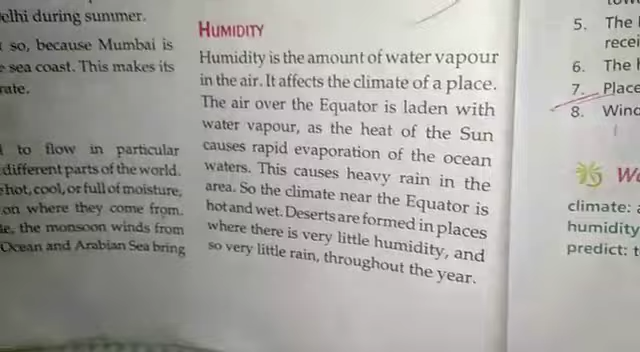 elhi during summer.
so, because Mumbai is
sea coast. This makes its
rate.
to flow in particular
different parts of the world.
hot, cool, or full of moisture,
on where they come from.
the monsoon winds from
Ocean and Arabian Sea bring
HUMIDITY
Humidity is the amount of water vapour
in the air. It affects the climate of a place.
The air over the Equator is laden with
water vapour, as the heat of the Sun
causes rapid evaporation of the ocean
waters. This causes heavy rain in the
area. So the climate near the Equator is
hot and wet. Deserts are formed in places
where there is very little humidity, and
so very little rain, throughout the year.
5. The
recei
6. The
7. Place
8. Wind
climate:
humidity
predict: t